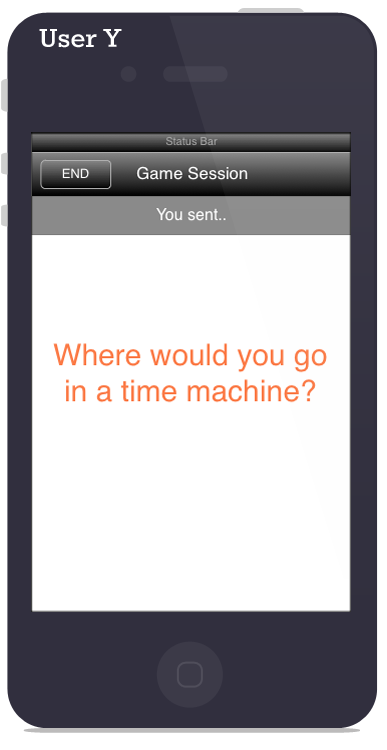 User Y
Status Bar
END Game Session
You sent..
Where would you go
in a time machine?